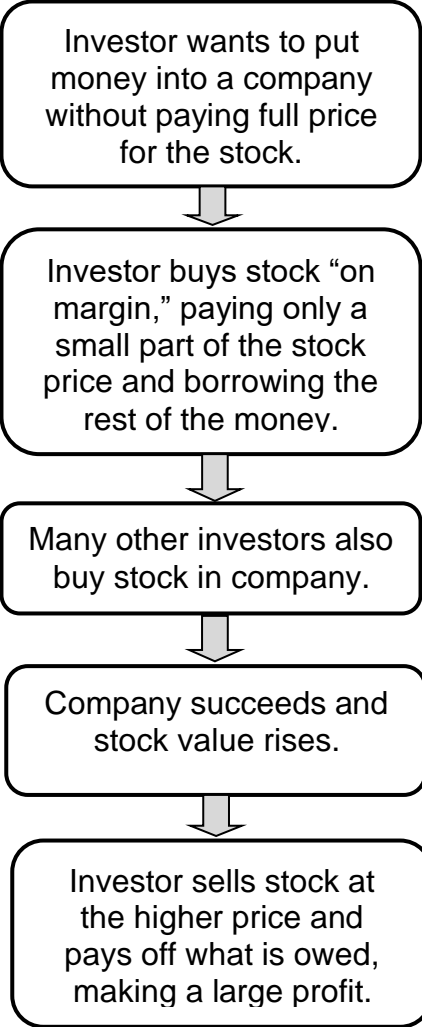 Investor wants to put
money into a company
without paying full price
for the stock.
Investor buys stock “on
margin,” paying only a
small part of the stock
price and borrowing the
rest of the money.
Many other investors also
buy stock in company.
Company succeeds and
stock value rises.
Investor sells stock at
the higher price and
pays off what is owed,
making a large profit.